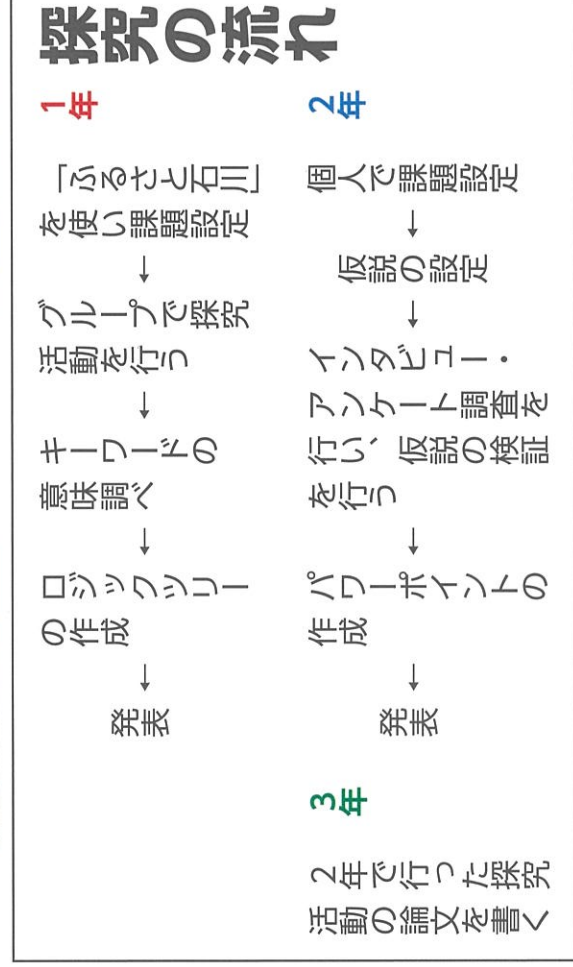 探究の流れ
1年
「ふるさと石川」
を使い課題設定
↓
グループで探究
活動を行う
↓
キーワードの
意味調べ
↓
ロジックツリー
の作成
↓
発表
2年
個人で課題設定
↓
仮説の設定
↓
インタビュー・
アンケート調査を
行い、仮説の検証
を行う
↓
パワーポイントの
作成
↓
発表
3年
2年で行った探究
活動の論文を書く